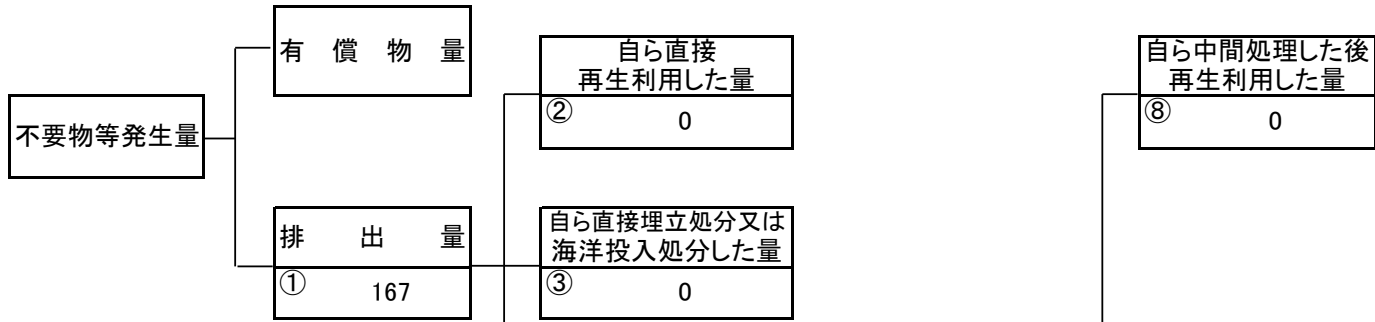 有　償　物　量
自ら直接
再生利用した量
② 0
自ら中間処理した後
再生利用した量
⑧ 0
不要物等発生量
排　出　量
① 167
自ら直接埋立処分又は
海洋投入処分した量
③ 0